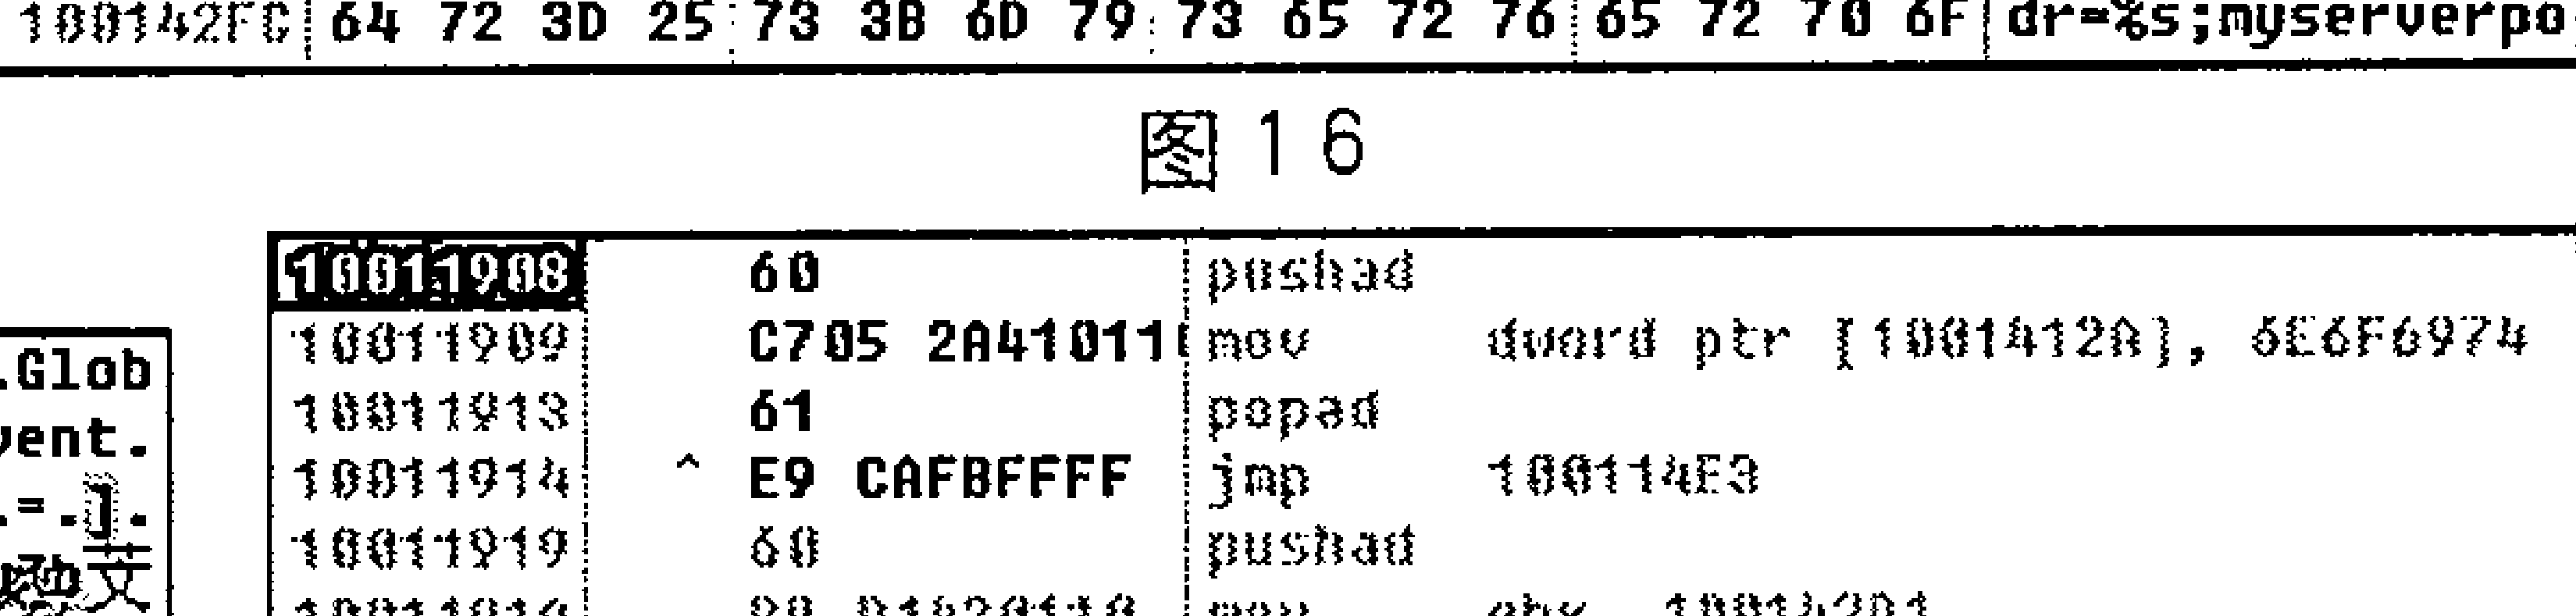 100142FC 64 72 3D 25 73 3B 6D 79 73 65 72 76 65 72 70 6F dr=%s;myserverpo
图16
10011908 60 pushad
10011909 C705 2A411011 mov dword ptr [1001412A], 6E6F6974
.Glob
10011913 61 popad
vent.
10011914 ^ E9 CAFBFFFF jmp 100114E3
.=.].
10011919 60 pushad